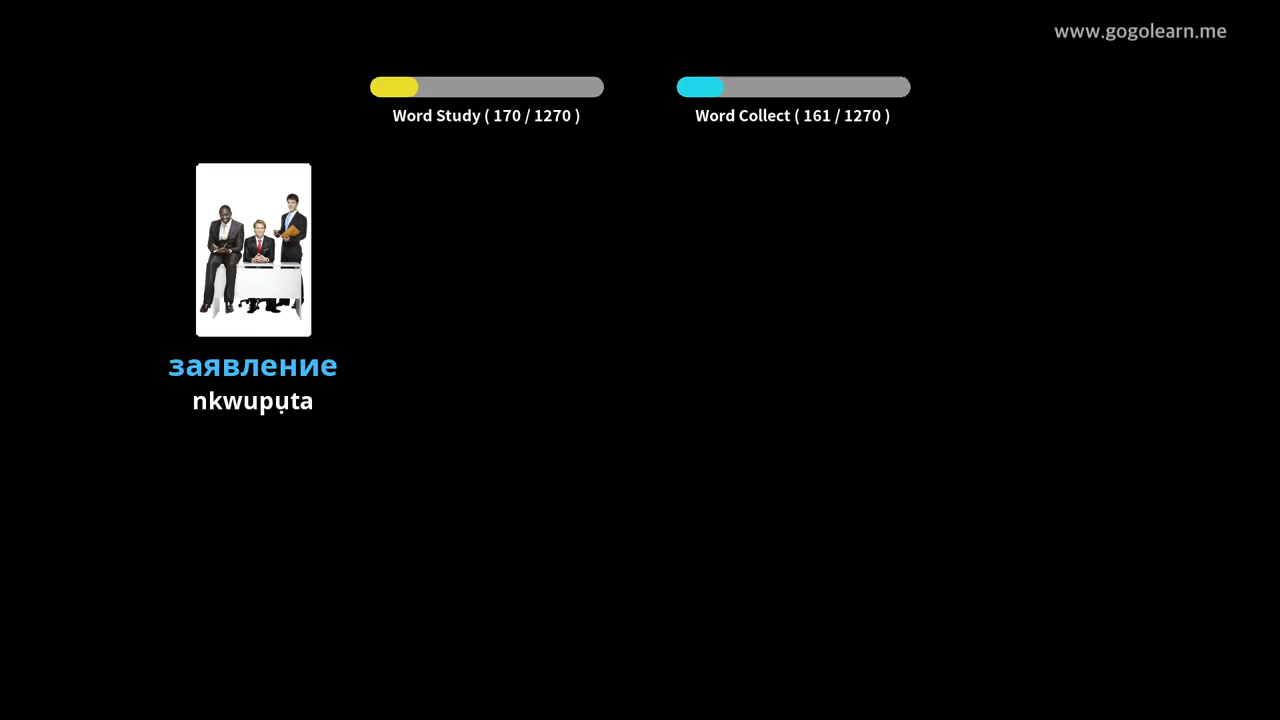 www.gogolearn.me
Word Study ( 170 / 1270 )
Word Collect ( 161 / 1270 )
заявление
nkwupụta